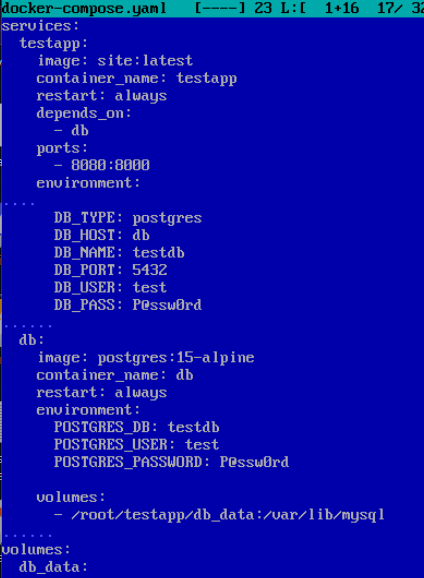 docker-compose.yaml   [----] 23 L:[  1+16  17/ 32
services:
  testapp:
    image: site:latest
    container_name: testapp
    restart: always
    depends_on:
      - db
    ports:
      - 8080:8000
    environment:
....
      DB_TYPE: postgres
      DB_HOST: db
      DB_NAME: testdb
      DB_PORT: 5432
      DB_USER: test
      DB_PASS: P@ssw0rd
......
  db:
    image: postgres:15-alpine
    container_name: db
    restart: always
    environment:
      POSTGRES_DB: testdb
      POSTGRES_USER: test
      POSTGRES_PASSWORD: P@ssw0rd

    volumes:
      - /root/testapp/db_data:/var/lib/mysql
......
volumes:
  db_data: